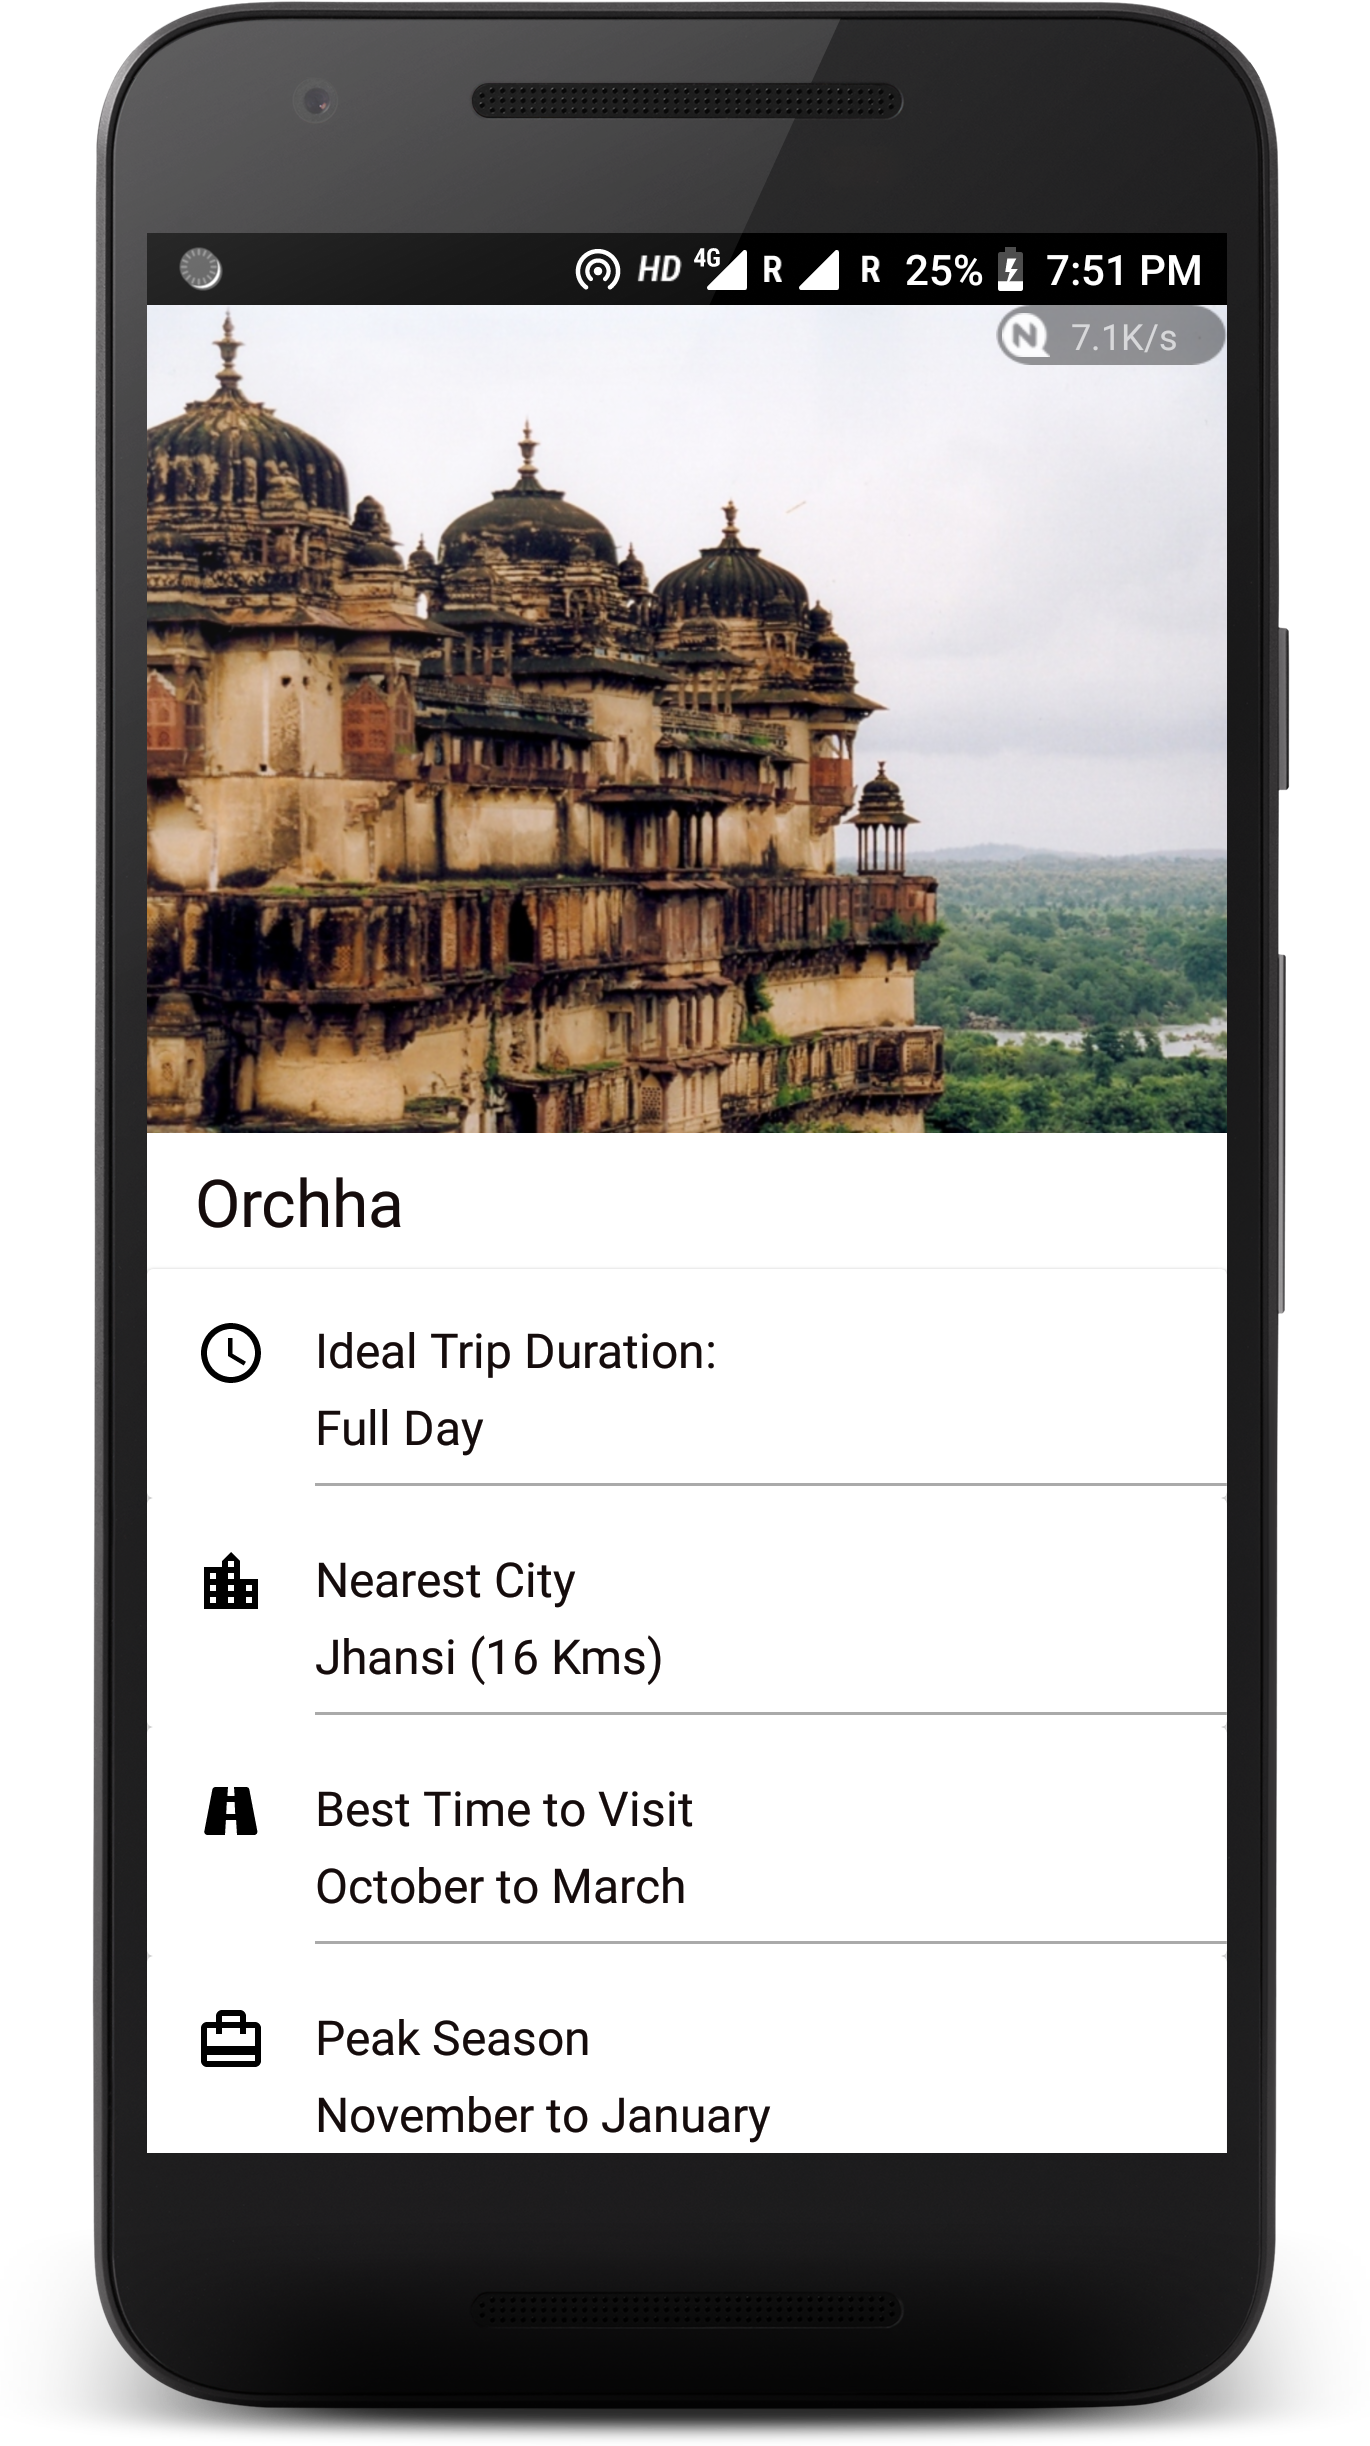 HD 4G R R 25% 7:51 PM
N 7.1K/s
Orchha
Ideal Trip Duration:
Full Day
Nearest City
Jhansi (16 Kms)
Best Time to Visit
October to March
Peak Season
November to January